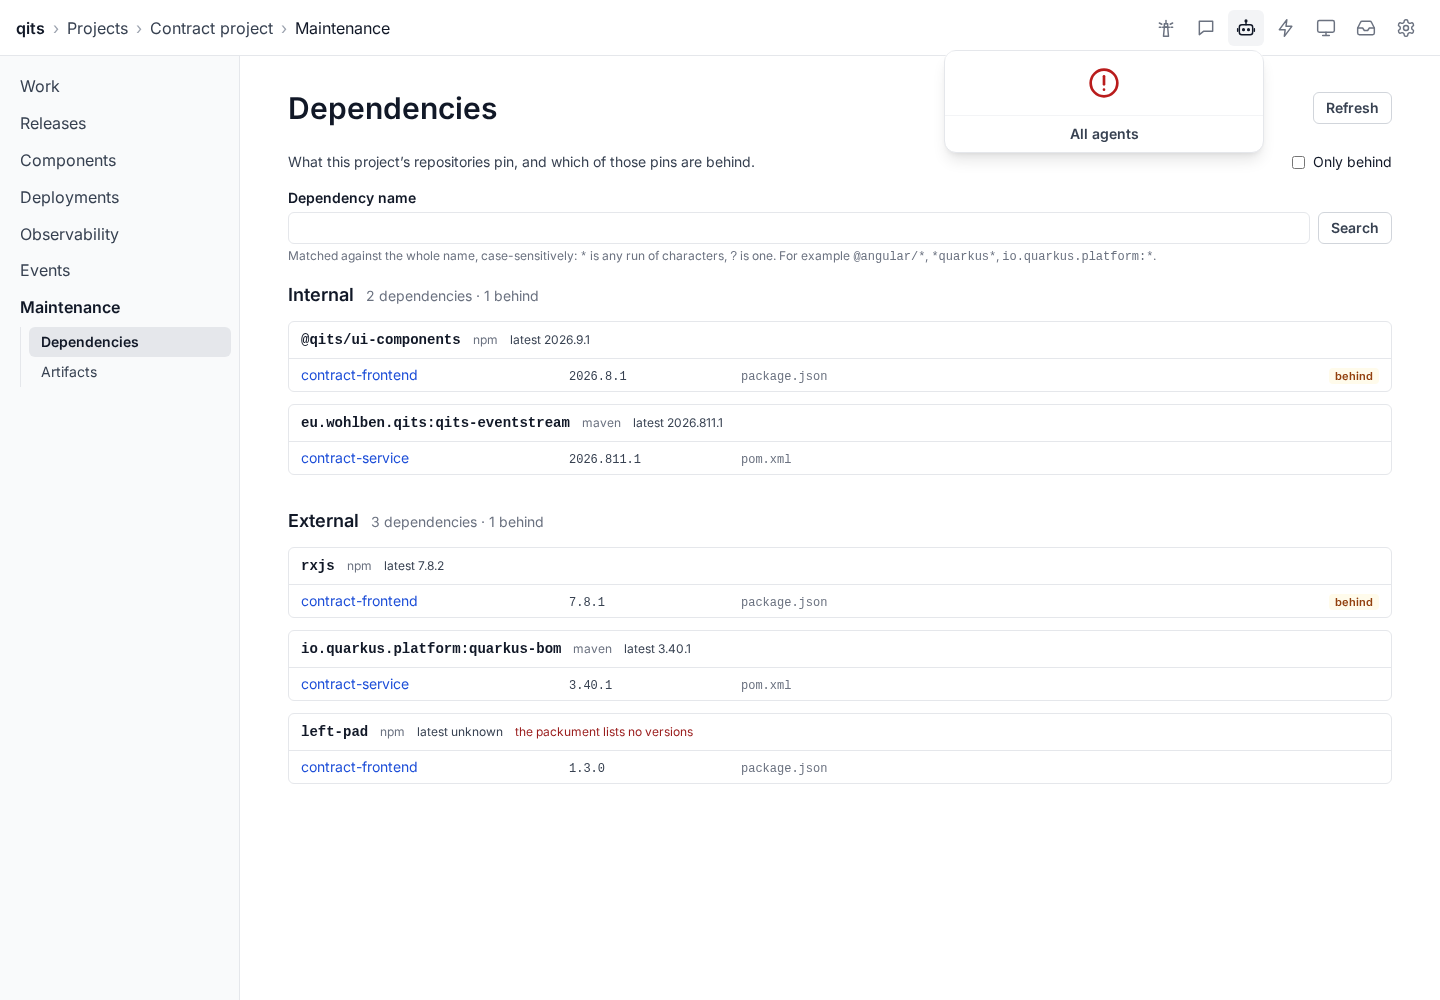 qits › Projects › Contract project › Maintenance
All agents
Work
Releases
Components
Deployments
Observability
Events
Maintenance
Dependencies
Artifacts
Dependencies
Refresh
What this project's repositories pin, and which of those pins are behind.
Only behind
Dependency name
Search
Matched against the whole name, case-sensitively: * is any run of characters, ? is one. For example @angular/*, *quarkus*, io.quarkus.platform:*.
Internal 2 dependencies · 1 behind
@qits/ui-components npm latest 2026.9.1
contract-frontend 2026.8.1 package.json behind
eu.wohlben.qits:qits-eventstream maven latest 2026.811.1
contract-service 2026.811.1 pom.xml
External 3 dependencies · 1 behind
rxjs npm latest 7.8.2
contract-frontend 7.8.1 package.json behind
io.quarkus.platform:quarkus-bom maven latest 3.40.1
contract-service 3.40.1 pom.xml
left-pad npm latest unknown the packument lists no versions
contract-frontend 1.3.0 package.json